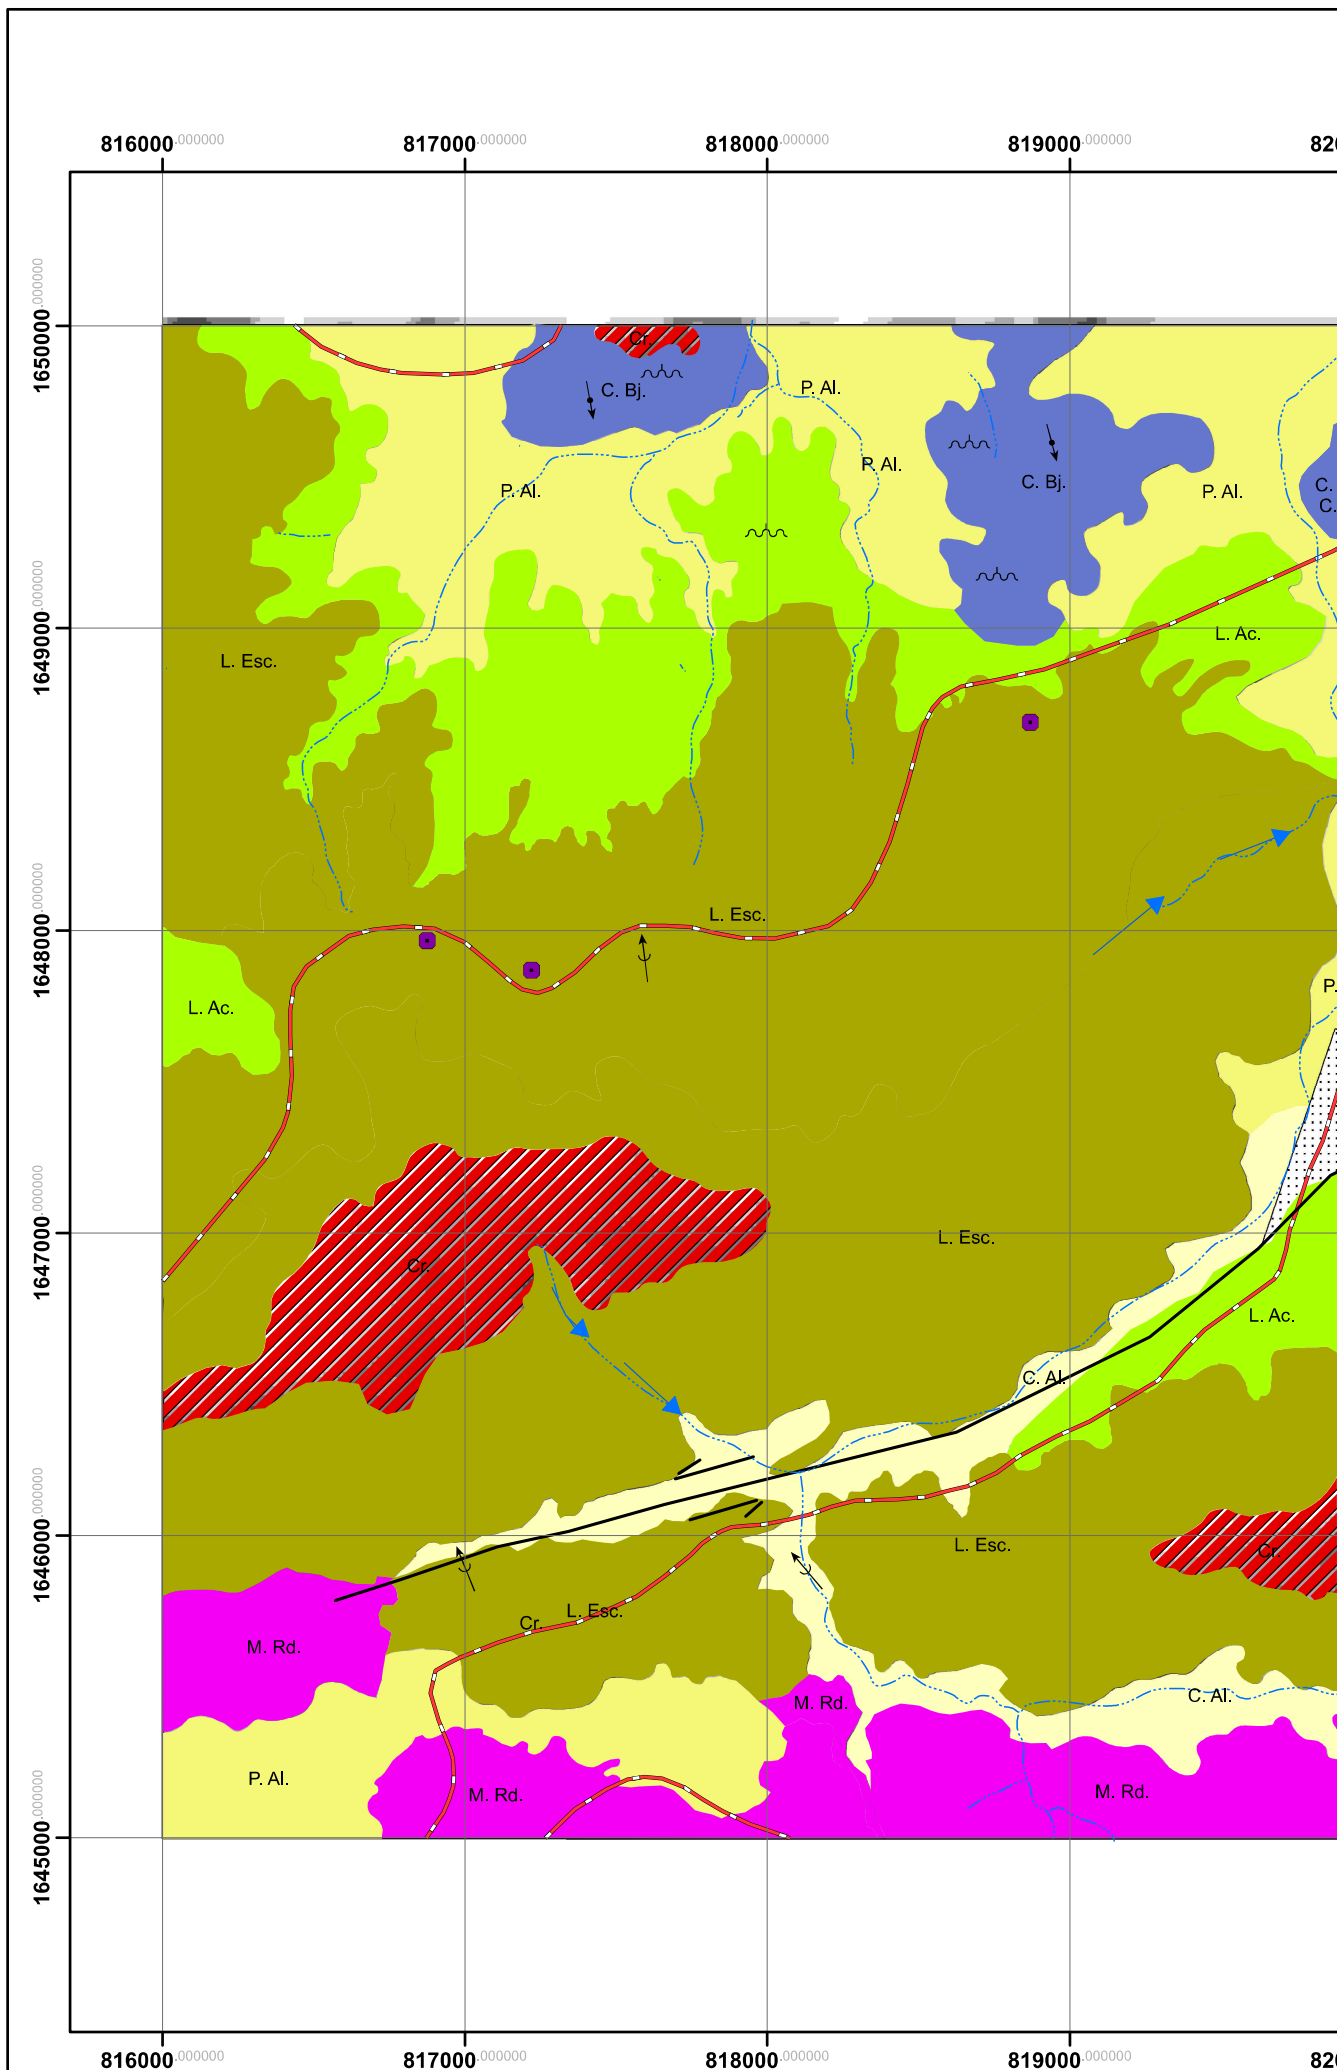 816000.000000 817000.000000 818000.000000 819000.000000 82
1650000.000000
Cr.
C. Bj.
P. Al.
P. Al.
P. Al.
C. Bj.
P. Al.
C.
C.
1649000.000000
L. Esc.
L. Ac.
1648000.000000
L. Esc.
L. Ac.
P.
1647000.000000
L. Esc.
Cr.
L. Ac.
C. Al.
1646000.000000
L. Esc.
Cr.
L. Esc.
Cr.
M. Rd.
C. Al.
M. Rd.
P. Al.
M. Rd.
M. Rd.
1645000.000000
816000.000000 817000.000000 818000.000000 819000.000000 82